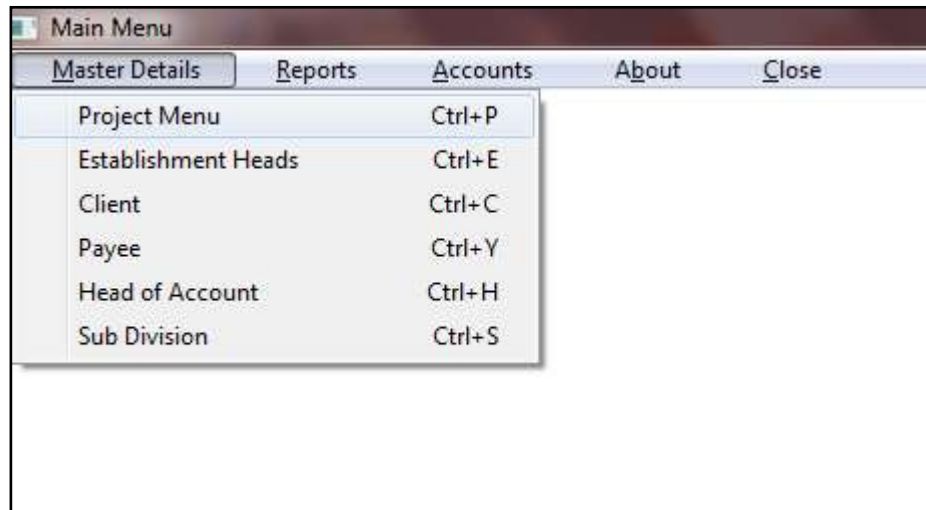 Main Menu
Master Details Reports Accounts About Close
Project Menu Ctrl+P
Establishment Heads Ctrl+E
Client Ctrl+C
Payee Ctrl+Y
Head of Account Ctrl+H
Sub Division Ctrl+S